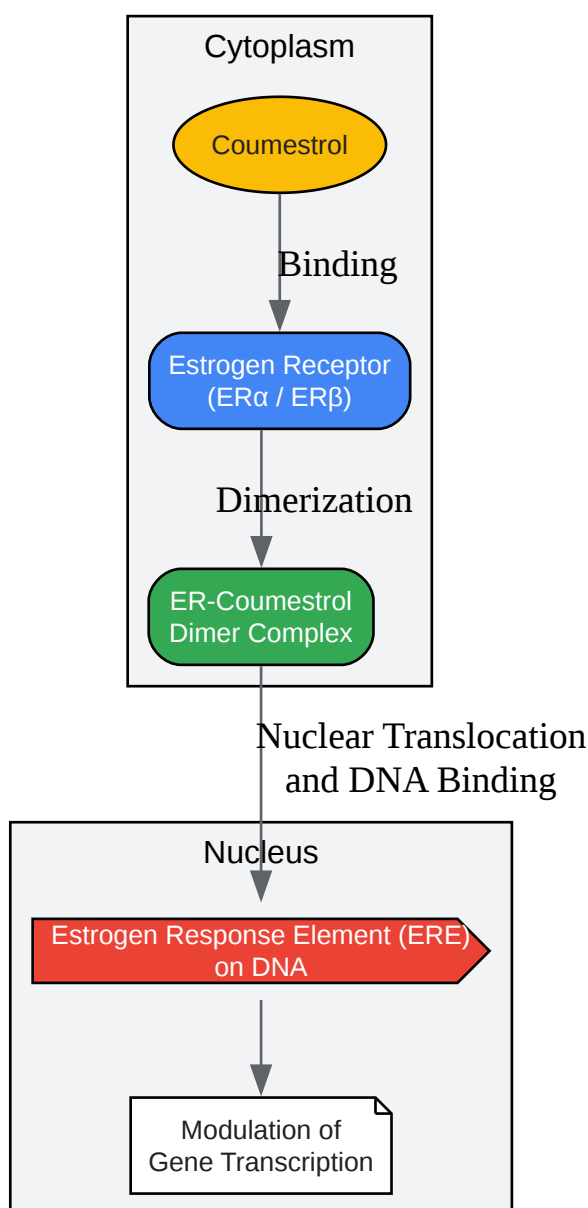 Cytoplasm
Coumestrol
Binding
Estrogen Receptor
(ERα / ERβ)
Dimerization
ER-Coumestrol
Dimer Complex
Nuclear Translocation
and DNA Binding
Nucleus
Estrogen Response Element (ERE)
on DNA
Modulation of
Gene Transcription